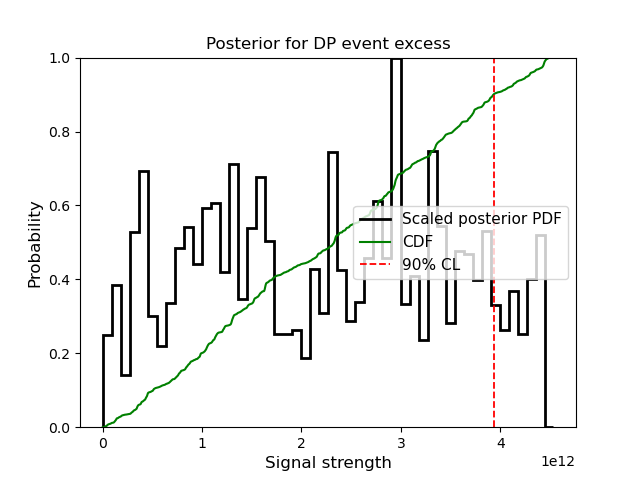 Posterior for DP event excess
Probability
1.0
0.8
0.6
0.4
0.2
0.0
Scaled posterior PDF
CDF
90% CL
0 1 2 3 4
1e12
Signal strength